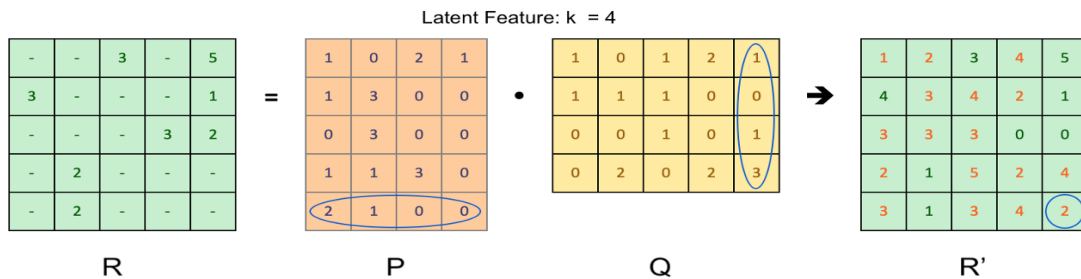 Latent Feature: k = 4
- - 3 - 5 1 0 2 1 1 0 1 2 1 1 2 3 4 5
3 - - - 1 = 1 3 0 0 • 1 1 1 0 0 ➔ 4 3 4 2 1
- - - 3 2 0 3 0 0 0 0 1 0 1 3 3 3 0 0
- 2 - - - 1 1 3 0 0 2 0 2 3 2 1 5 2 4
- 2 - - - 2 1 0 0 3 1 3 4 2
R P Q R’